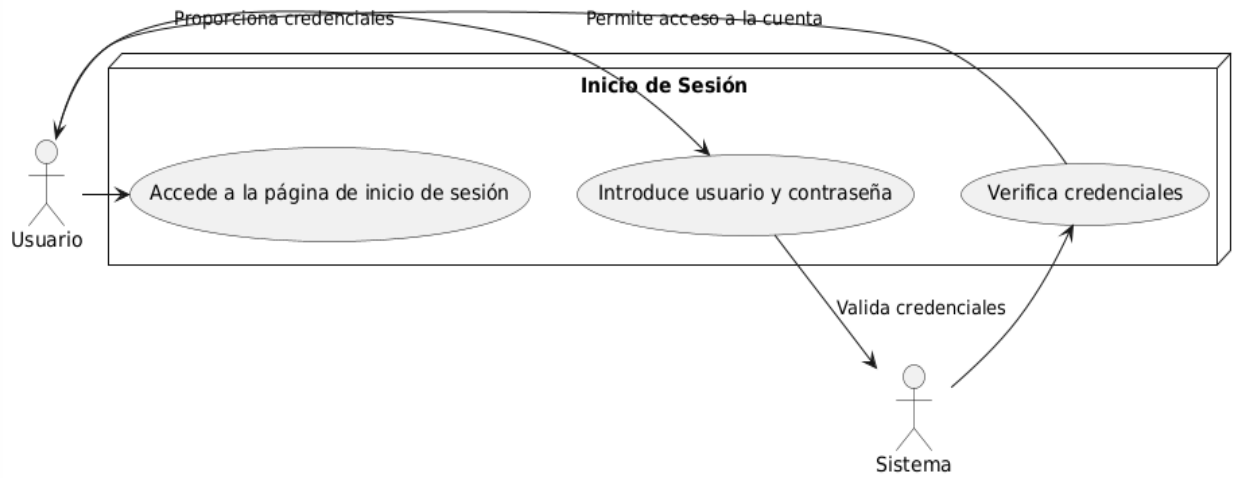 Proporciona credenciales
Permite acceso a la cuenta
Inicio de Sesión
Accede a la página de inicio de sesión
Introduce usuario y contraseña
Verifica credenciales
Usuario
Valida credenciales
Sistema